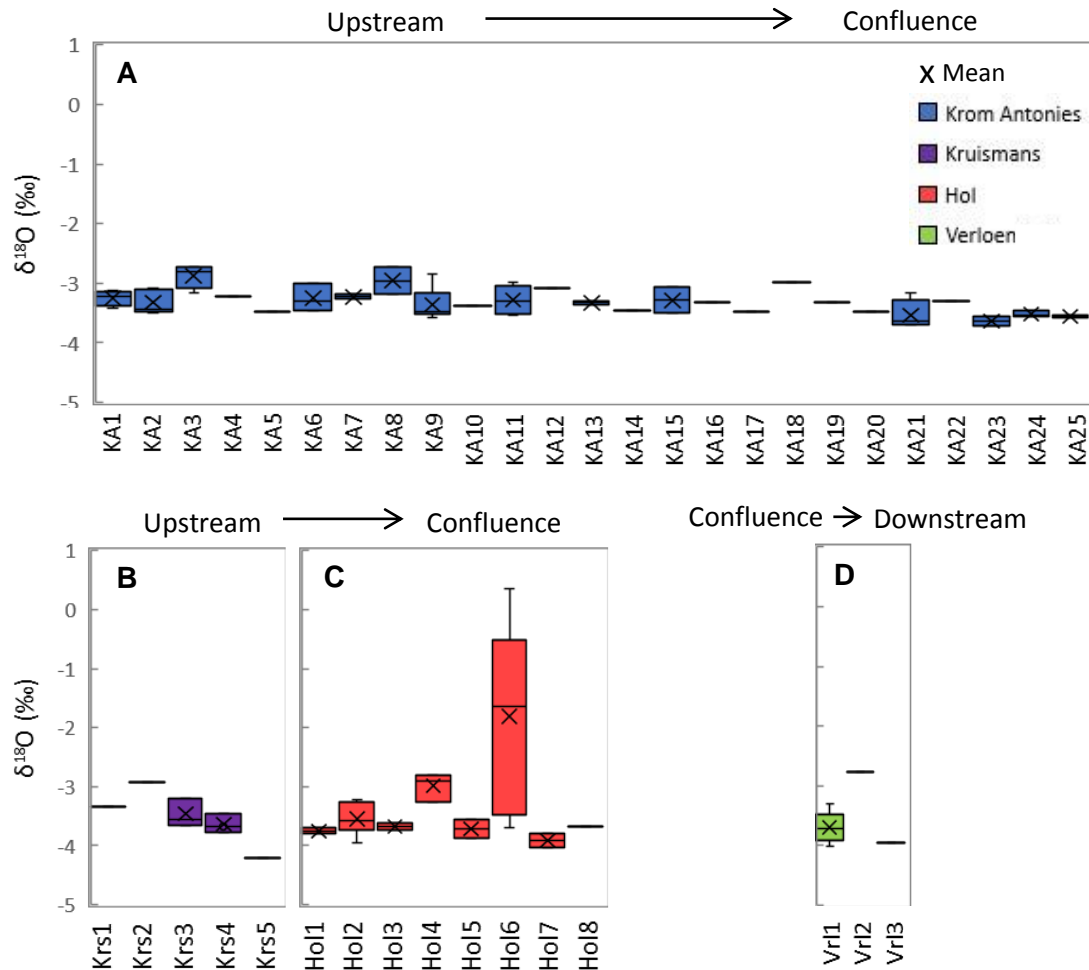 Upstream Confluence
A
X Mean
Krom Antonies
Kruismans
Hol
Verloen
1
0
-1
-2
-3
-4
-5
δ¹⁸O (‰)
KA1 KA2 KA3 KA4 KA5 KA6 KA7 KA8 KA9 KA10 KA11 KA12 KA13 KA14 KA15 KA16 KA17 KA18 KA19 KA20 KA21 KA22 KA23 KA24 KA25
Upstream Confluence
Confluence Downstream
B
C
D
1
0
-1
-2
-3
-4
-5
δ¹⁸O (‰)
Krs1 Krs2 Krs3 Krs4 Krs5
Hol1 Hol2 Hol3 Hol4 Hol5 Hol6 Hol7 Hol8
Vrl1 Vrl2 Vrl3